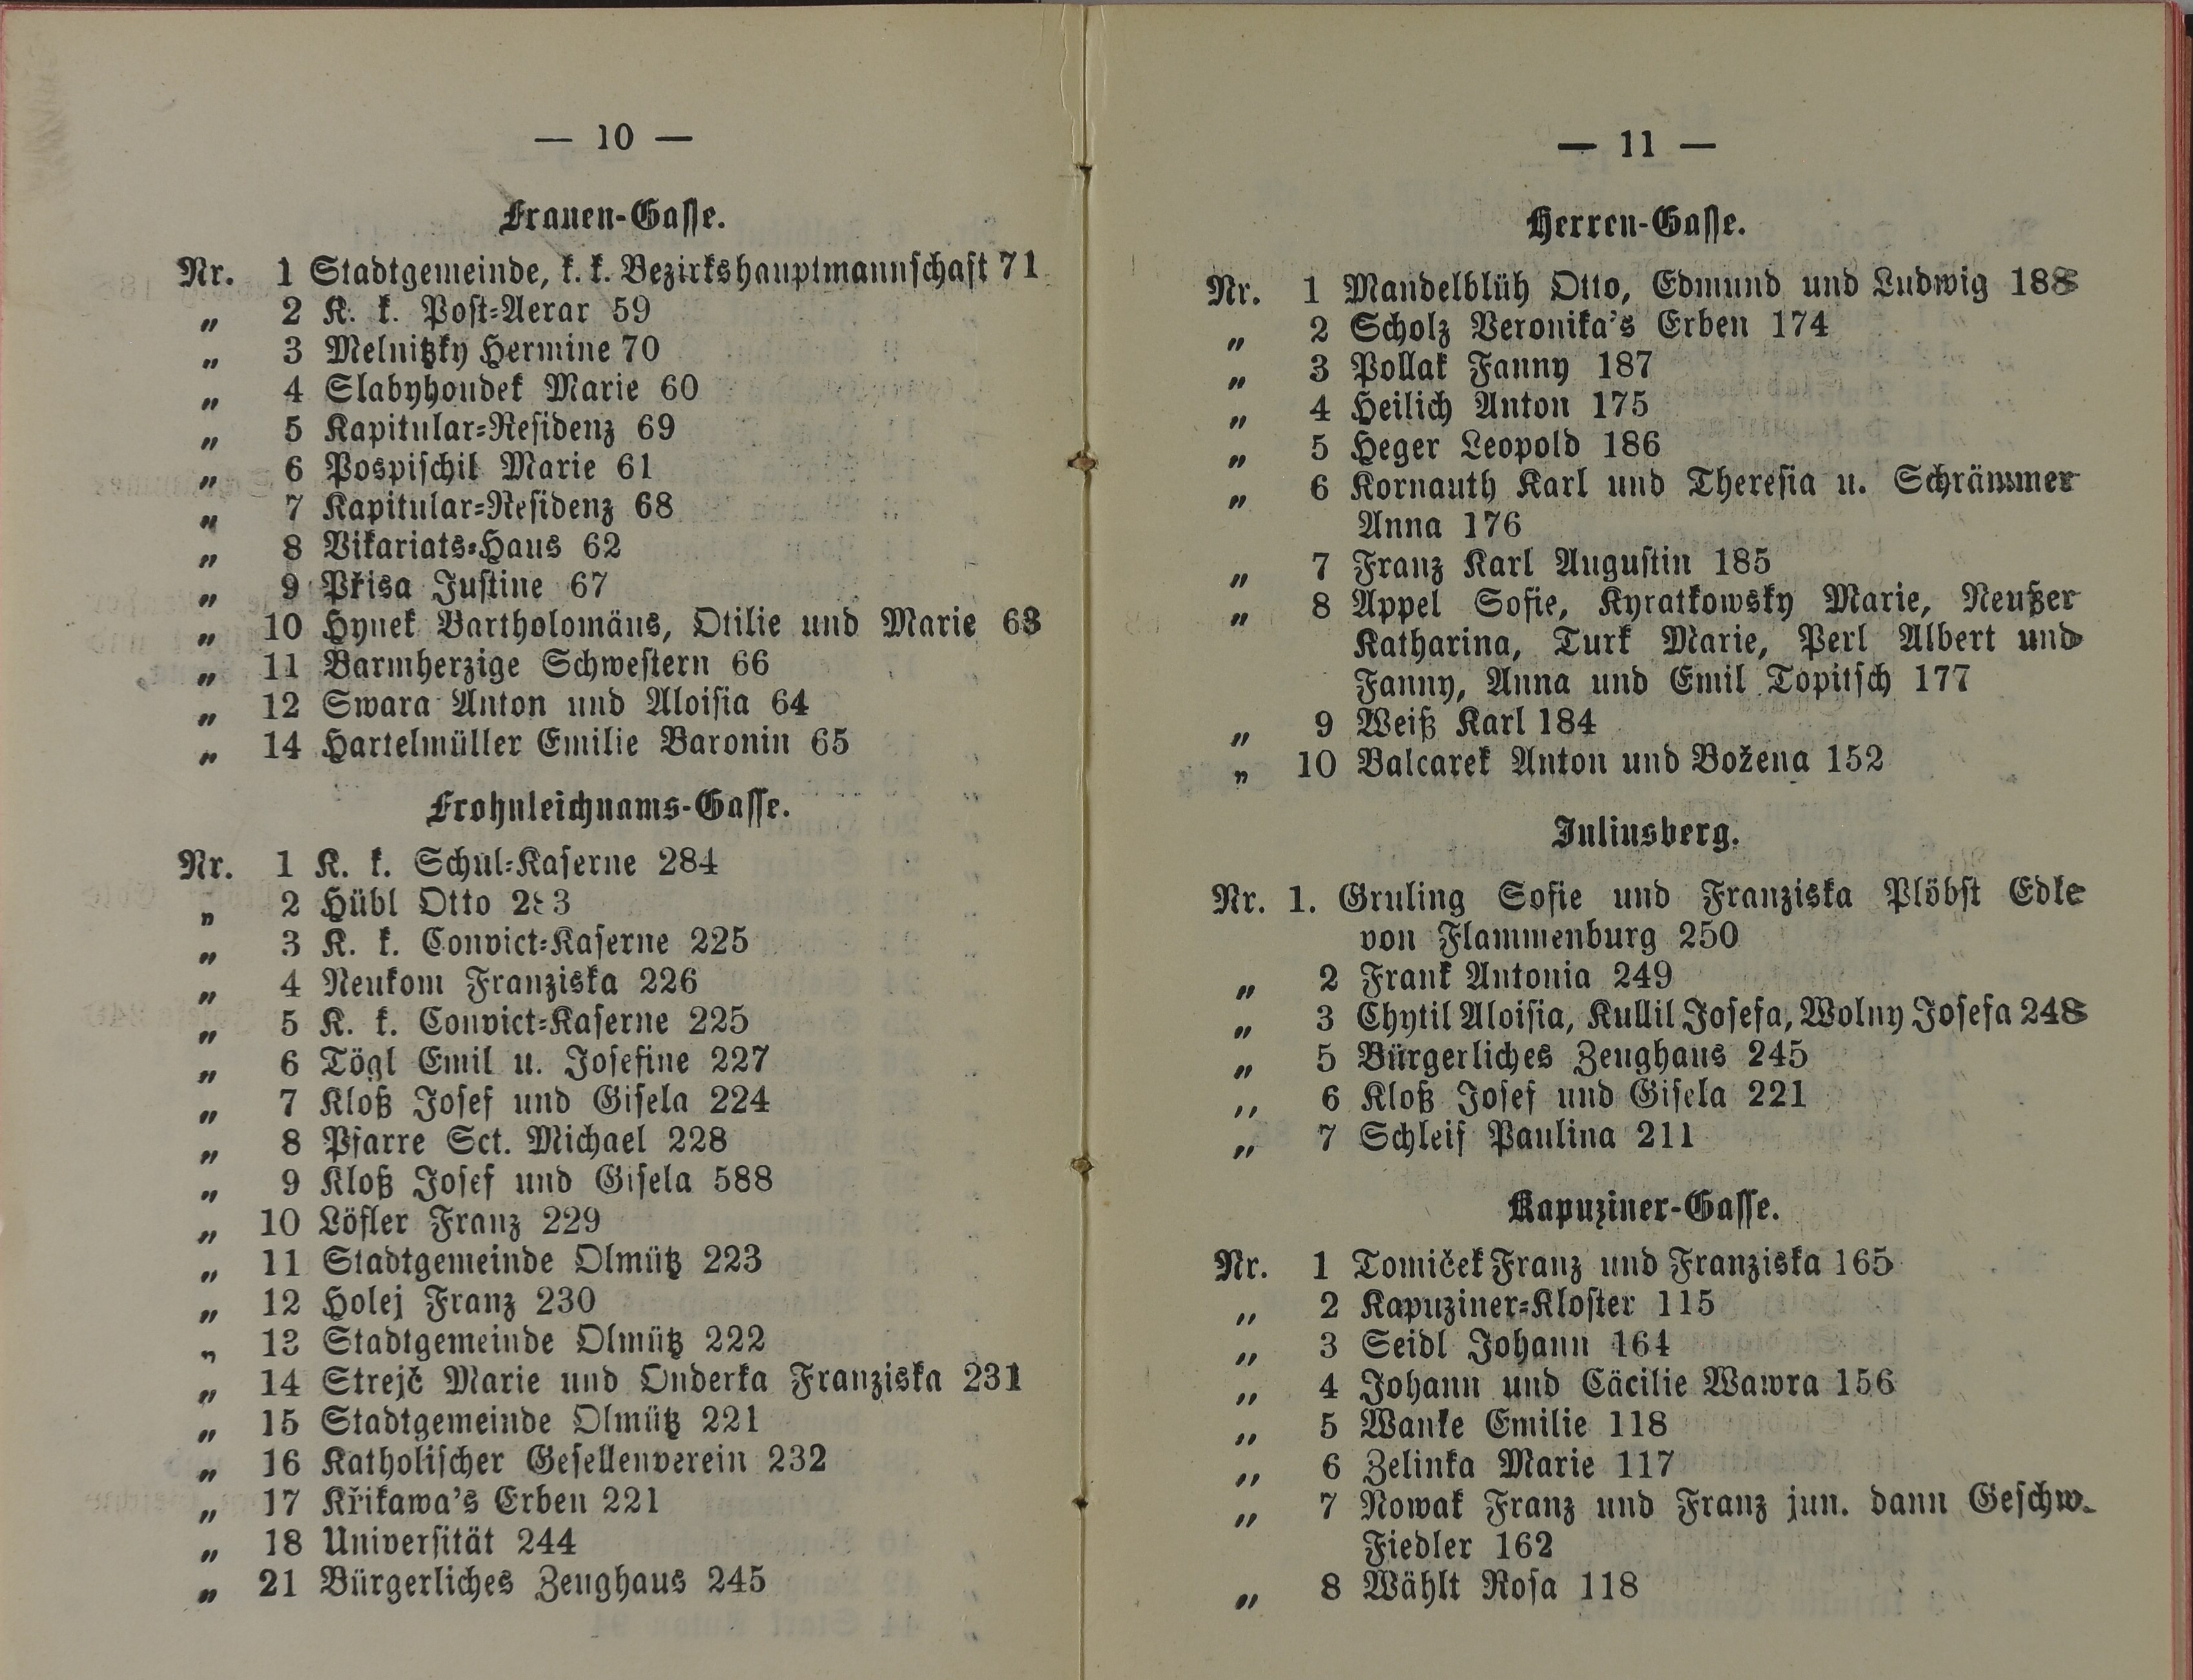 — 10 —
Frauen-Gasse.
Nr. 1 Stadtgemeinde, k. k. Bezirkshauptmannschaft 71
„ 2 K. k. Post-Aerar 59
„ 3 Melnitzky Hermine 70
„ 4 Slabyhoudek Marie 60
„ 5 Kapitular-Residenz 69
„ 6 Pospischil Marie 61
„ 7 Kapitular-Residenz 68
„ 8 Vikariats-Haus 62
„ 9 Přisa Justine 67
„ 10 Hynek Bartholomäus, Otilie und Marie 63
„ 11 Barmherzige Schwestern 66
„ 12 Swara Anton und Aloisia 64
„ 14 Hartelmüller Emilie Baronin 65
Frohnleichnams-Gasse.
Nr. 1 K. k. Schul-Kaserne 284
„ 2 Hübl Otto 283
„ 3 K. k. Convict-Kaserne 225
„ 4 Neukom Franziska 226
„ 5 K. k. Convict-Kaserne 225
„ 6 Tögl Emil u. Josefine 227
„ 7 Kloß Josef und Gisela 224
„ 8 Pfarre Sct. Michael 228
„ 9 Kloß Josef und Gisela 588
„ 10 Löfler Franz 229
„ 11 Stadtgemeinde Olmütz 223
„ 12 Holej Franz 230
„ 13 Stadtgemeinde Olmütz 222
„ 14 Strejč Marie und Onderka Franziska 231
„ 15 Stadtgemeinde Olmütz 221
„ 16 Katholischer Gesellenverein 232
„ 17 Křikawa's Erben 221
„ 18 Universität 244
„ 21 Bürgerliches Zeughaus 245
— 11 —
Herren-Gasse.
Nr. 1 Mandelblüh Otto, Edmund und Ludwig 188
„ 2 Scholz Veronika's Erben 174
„ 3 Pollak Fanny 187
„ 4 Heilich Anton 175
„ 5 Heger Leopold 186
„ 6 Kornauth Karl und Theresia u. Schrämmer
Anna 176
„ 7 Franz Karl Augustin 185
„ 8 Appel Sofie, Kyratkowsky Marie, Neußer
Katharina, Turk Marie, Perl Albert und
Fanny, Anna und Emil Topitsch 177
„ 9 Weiß Karl 184
„ 10 Balcarek Anton und Božena 152
Juliusberg.
Nr. 1. Gruling Sofie und Franziska Plöbst Edle
von Flammenburg 250
„ 2 Frank Antonia 249
„ 3 Chytil Aloisia, Kullil Josefa, Wolny Josefa 248
„ 5 Bürgerliches Zeughaus 245
„ 6 Kloß Josef und Gisela 221
„ 7 Schleif Paulina 211
Kapuziner-Gasse.
Nr. 1 Tomiček Franz und Franziska 165
„ 2 Kapuziner-Kloster 115
„ 3 Seidl Johann 164
„ 4 Johann und Cäcilie Wawra 156
„ 5 Wanke Emilie 118
„ 6 Zelinka Marie 117
„ 7 Nowak Franz und Franz jun. dann Geschw.
Fiedler 162
„ 8 Wählt Rosa 118